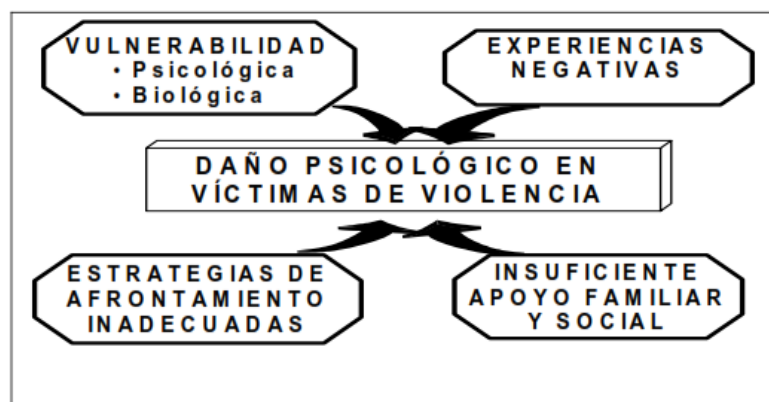 VULNERABILIDAD
• Psicológica
• Biológica
EXPERIENCIAS
NEGATIVAS
DAÑO PSICOLÓGICO EN
VÍCTIMAS DE VIOLENCIA
ESTRATEGIAS DE
AFRONTAMIENTO
INADECUADAS
INSUFICIENTE
APOYO FAMILIAR
Y SOCIAL